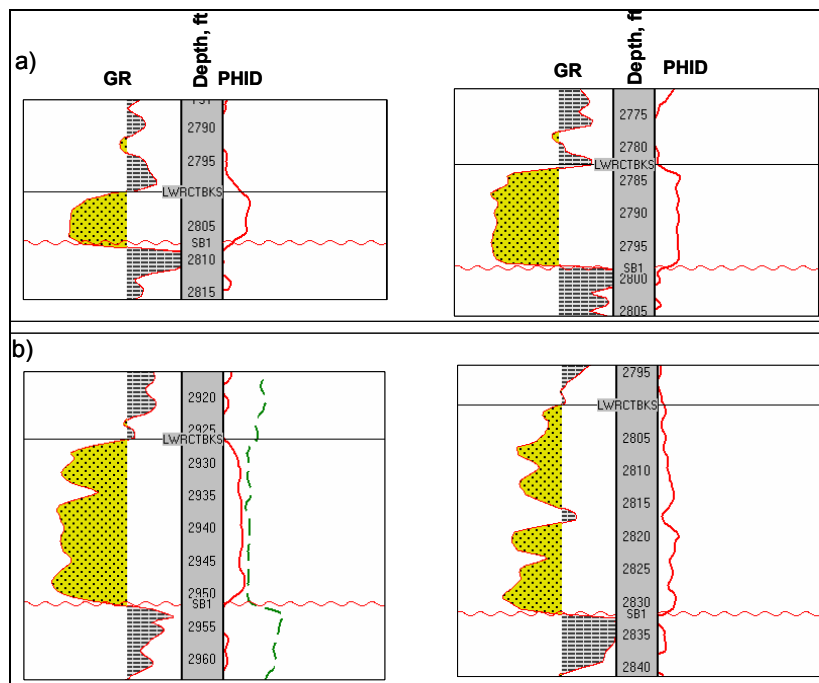 a)
GR
Depth, ft
PHID
2790
2795
LWRCTBKS
2805
SB1
2810
2815
GR
Depth, ft
PHID
2775
2780
LWRCTBKS
2785
2790
2795
SB1
2800
2805
b)
2920
2925
LWRCTBKS
2930
2935
2940
2945
2950
SB1
2955
2960
2795
LWRCTBKS
2805
2810
2815
2820
2825
2830
SB1
2835
2840